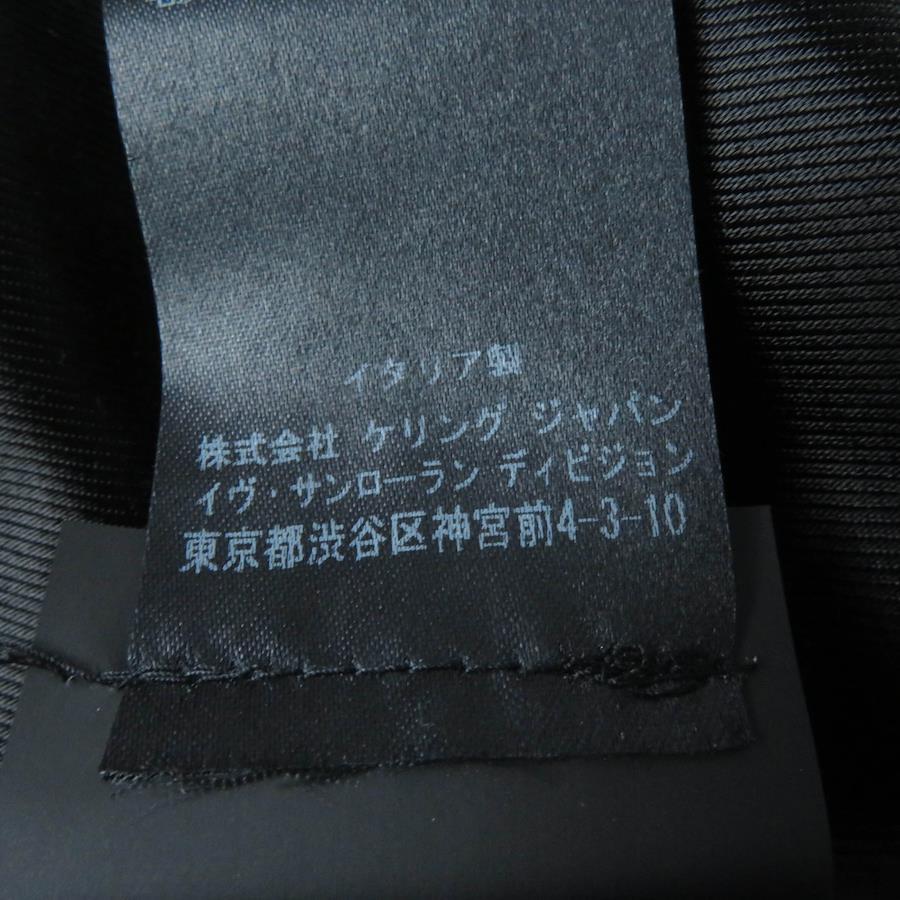 イタリア製
株式会社 ケリング ジャパン
イヴ・サンローラン ディビジョン
東京都渋谷区神宮前4-3-10